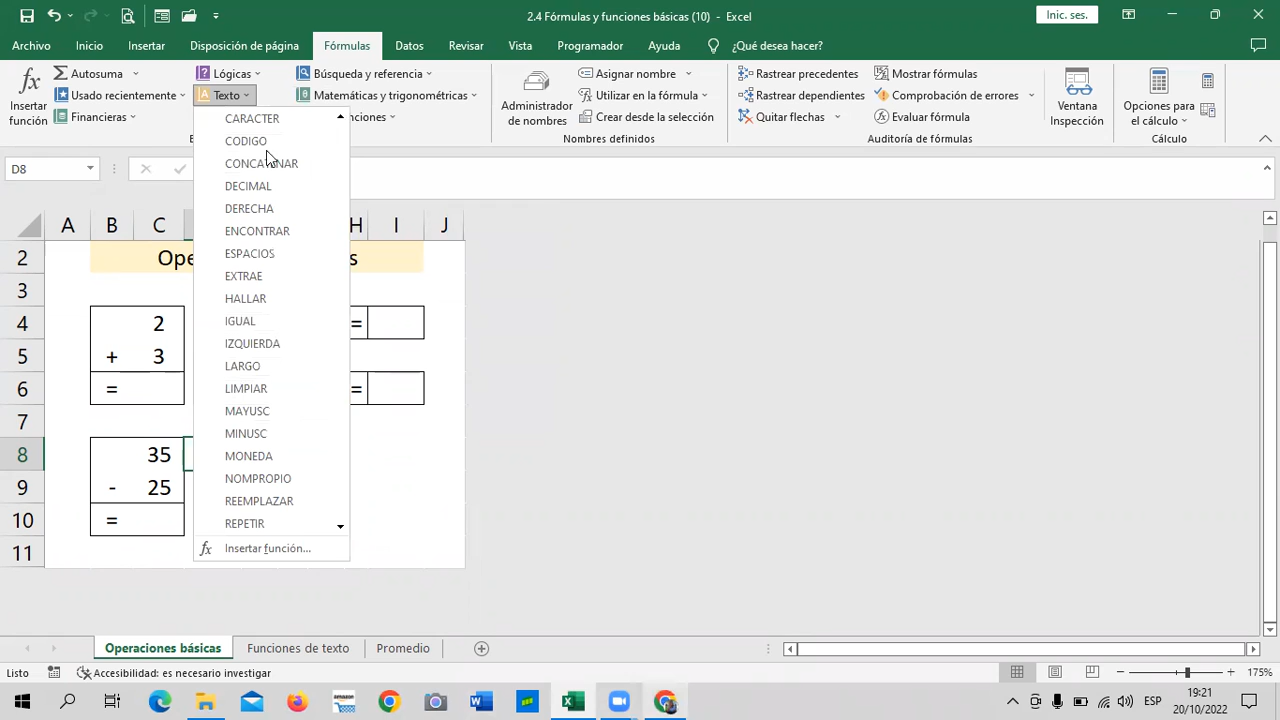 2.4 Fórmulas y funciones básicas (10) - Excel
Inic. ses.
Archivo Inicio Insertar Disposición de página Fórmulas Datos Revisar Vista Programador Ayuda ¿Qué desea hacer?
fx Insertar función
Autosuma
Usado recientemente
Financieras
Lógicas
Texto
Búsqueda y referencia
Matemáticas y trigonométricas
nciones
Administrador de nombres
Asignar nombre
Utilizar en la fórmula
Crear desde la selección
Nombres definidos
Rastrear precedentes
Rastrear dependientes
Quitar flechas
Mostrar fórmulas
Comprobación de errores
Evaluar fórmula
Auditoría de fórmulas
Ventana Inspección
Opciones para el cálculo
Cálculo
D8
CARACTER
CODIGO
CONCATENAR
DECIMAL
DERECHA
ENCONTRAR
ESPACIOS
EXTRAE
HALLAR
IGUAL
IZQUIERDA
LARGO
LIMPIAR
MAYUSC
MINUSC
MONEDA
NOMPROPIO
REEMPLAZAR
REPETIR
fx Insertar función...
A B C H I J
2 Ope s
3
4 2 =
5 + 3
6 = =
7
8 35
9 - 25
10 =
11
Operaciones básicas Funciones de texto Promedio
Listo Accesibilidad: es necesario investigar 175%
ESP
19:21
20/10/2022